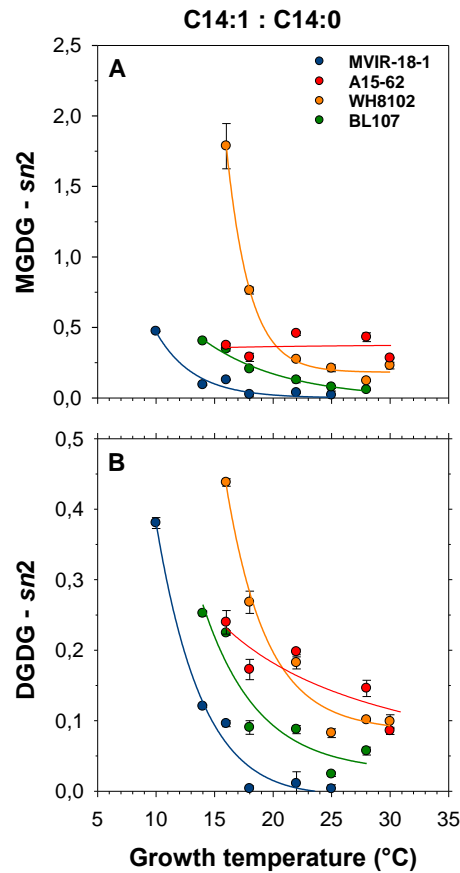 C14:1 : C14:0
A
MVIR-18-1
A15-62
WH8102
BL107
MGDG - sn2
2,5
2,0
1,5
1,0
0,5
0,0
B
DGDG - sn2
0,5
0,4
0,3
0,2
0,1
0,0
5 10 15 20 25 30 35
Growth temperature (°C)